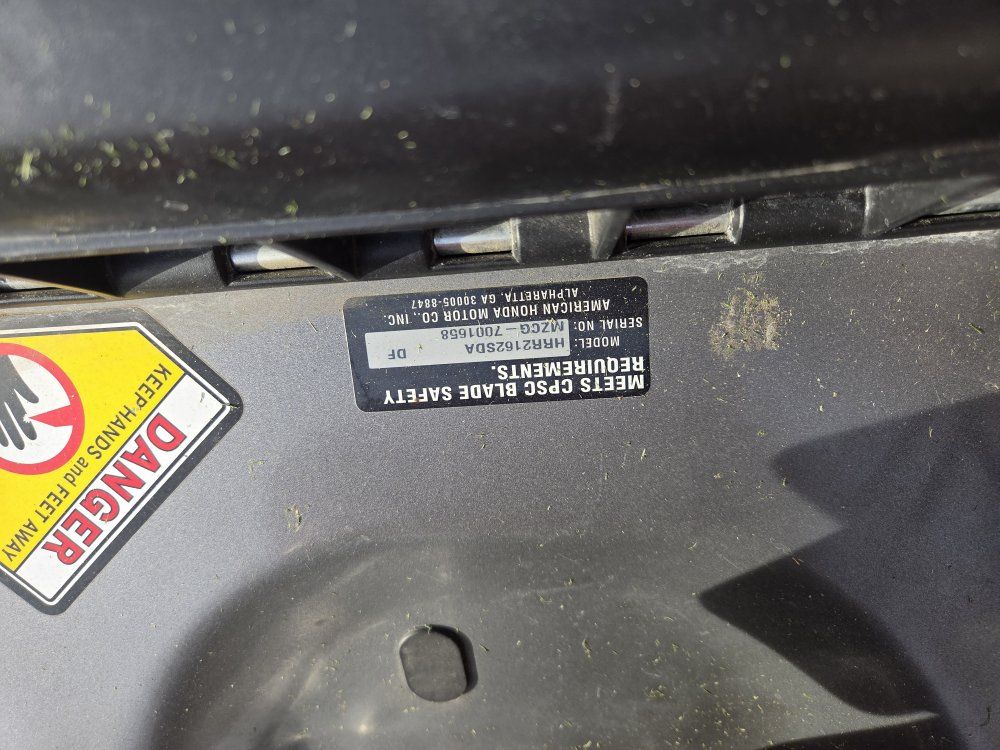 MEETS CPSC BLADE SAFETY
REQUIREMENTS.
MODEL: HRR2162SDA DF
SERIAL NO: MZCG-7001658
AMERICAN HONDA MOTOR CO., INC.
ALPHARETTA, GA 30005-8847
DANGER
KEEP HANDS and FEET AWAY